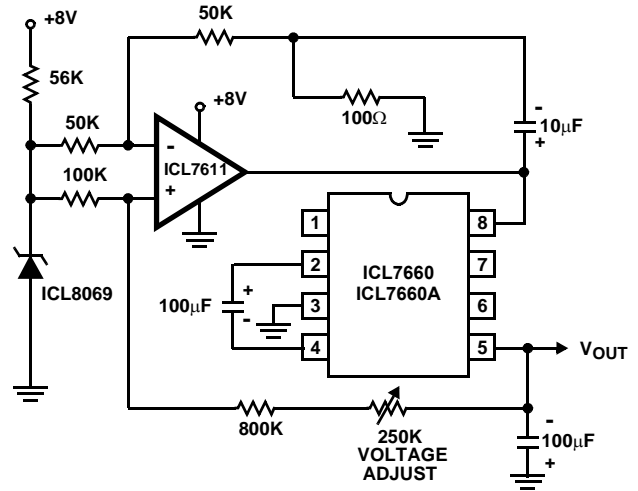 +8V
50K
56K
+8V
50K
-
ICL7611
100Ω
-
10µF
+
100K
+
ICL8069
1
8
2
ICL7660
ICL7660A
7
100µF
+
-
3
6
4
5
VOUT
800K
250K
VOLTAGE
ADJUST
-
100µF
+